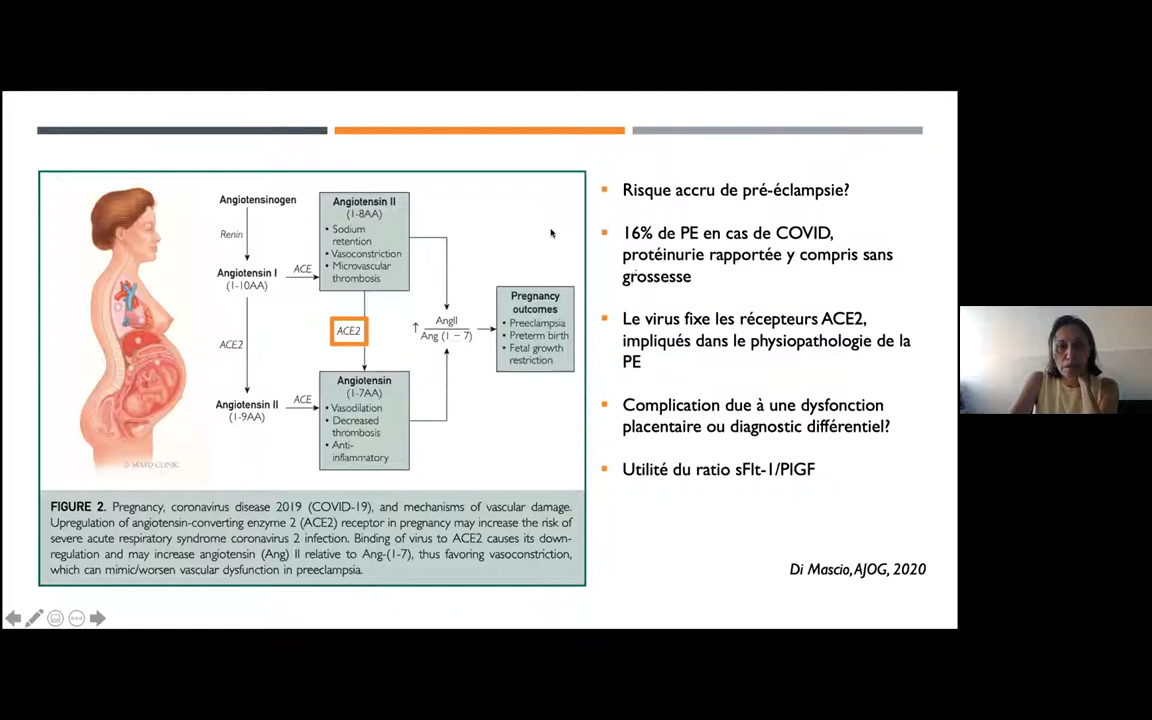 Angiotensinogen
Renin
Angiotensin I
(1-10AA)
ACE
ACE2
Angiotensin II
(1-9AA)
ACE
Angiotensin II
(1-8AA)
• Sodium
retention
• Vasoconstriction
• Microvascular
thrombosis
ACE2
Angiotensin
(1-7AA)
• Vasodilation
• Decreased
thrombosis
• Anti-
inflammatory
↑ AngII
Ang (1 – 7)
Pregnancy
outcomes
• Preeclampsia
• Preterm birth
• Fetal growth
restriction
© MAYO CLINIC
FIGURE 2. Pregnancy, coronavirus disease 2019 (COVID-19), and mechanisms of vascular damage.
Upregulation of angiotensin-converting enzyme 2 (ACE2) receptor in pregnancy may increase the risk of
severe acute respiratory syndrome coronavirus 2 infection. Binding of virus to ACE2 causes its down-
regulation and may increase angiotensin (Ang) II relative to Ang-(1-7), thus favoring vasoconstriction,
which can mimic/worsen vascular dysfunction in preeclampsia.
Risque accru de pré-éclampsie?
16% de PE en cas de COVID,
protéinurie rapportée y compris sans
grossesse
Le virus fixe les récepteurs ACE2,
impliqués dans le physiopathologie de la
PE
Complication due à une dysfonction
placentaire ou diagnostic différentiel?
Utilité du ratio sFlt-1/PlGF
Di Mascio, AJOG, 2020